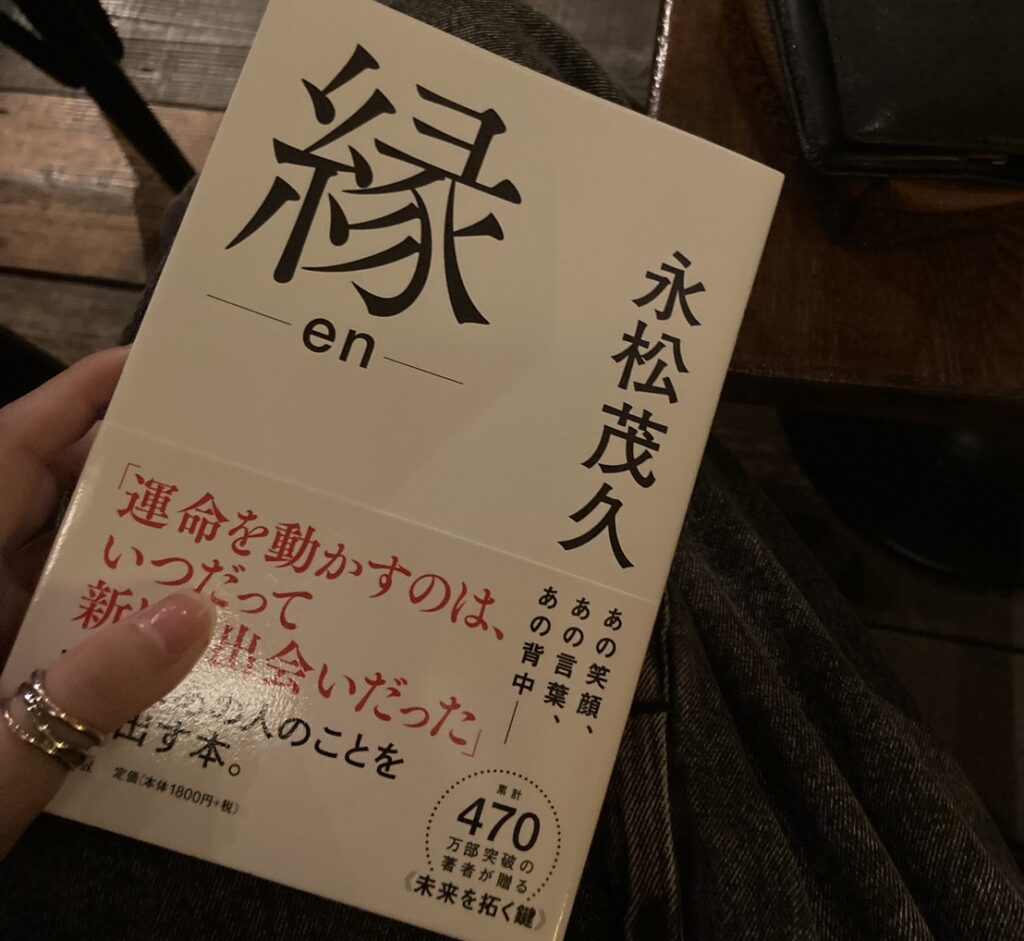 縁
en
永松茂久
「運命を動かすのは、
いつだって
新 出会いだった」
あの笑顔、
あの言葉、
あの背中――
の人のことを
出す本。
定価(本体1800円+税)
累計
470
万部突破の
著者が贈る
《未来を拓く鍵》